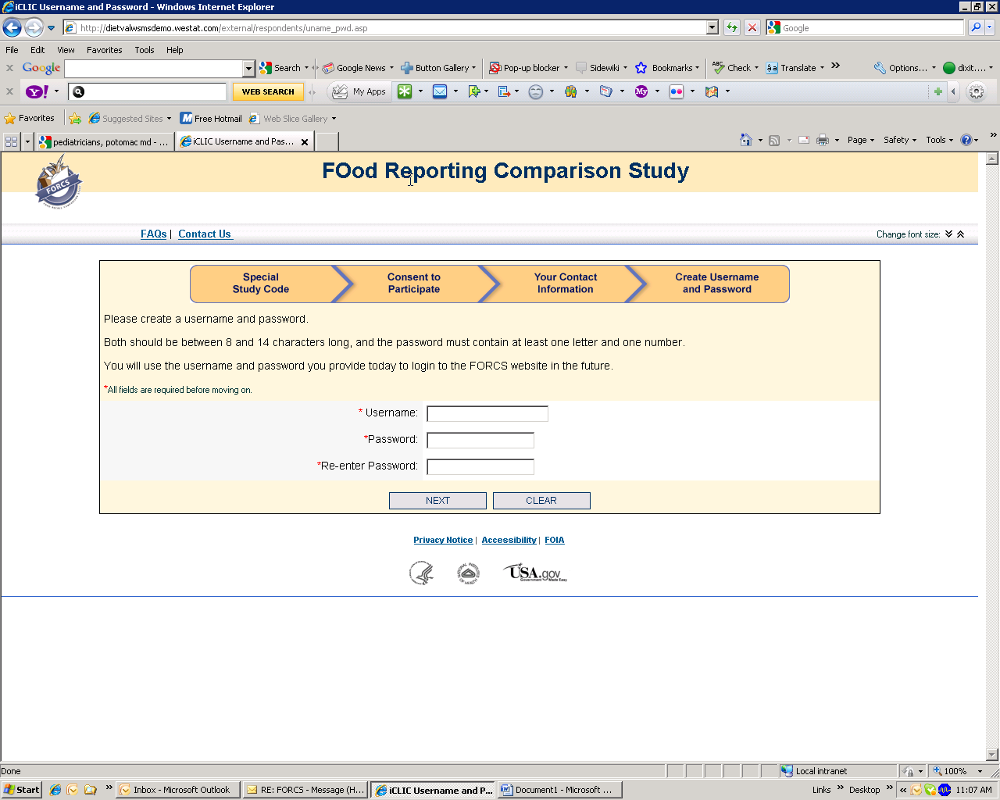 iCLIC Username and Password - Windows Internet Explorer
http://dietvalwsmsdemo.westat.com/external/respondents/uname_pwd.asp
Google
File Edit View Favorites Tools Help
x Google Search Google News Button Gallery Pop-up blocker Sidewiki Bookmarks ABC Check Translate Options... dixit....
x Y! WEB SEARCH My Apps My
Favorites Suggested Sites Free Hotmail Web Slice Gallery
pediatricians, potomac md - ... iCLIC Username and Pas... Page Safety Tools
FORCS
FOod Reporting Comparison Study
FAQs | Contact Us
Change font size:
Special Study Code
Consent to Participate
Your Contact Information
Create Username and Password
Please create a username and password.
Both should be between 8 and 14 characters long, and the password must contain at least one letter and one number.
You will use the username and password you provide today to login to the FORCS website in the future.
*All fields are required before moving on.
* Username:
*Password:
*Re-enter Password:
NEXT CLEAR
Privacy Notice | Accessibility | FOIA
USA.gov
Government Made Easy
Done Local intranet 100%
Start Inbox - Microsoft Outlook RE: FORCS - Message (H... iCLIC Username and P... Document1 - Microsoft ... Links Desktop 11:07 AM